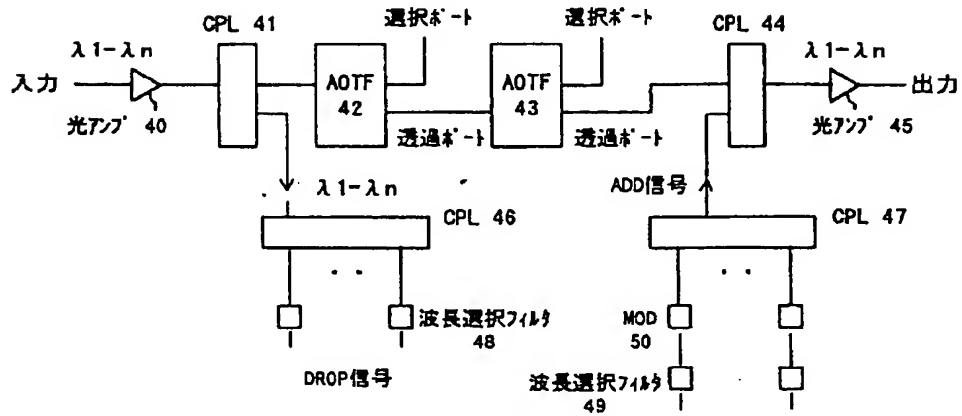 CPL 41
選択ポート
選択ポート
CPL 44
λ1-λn
λ1-λn
入力
AOTF
42
AOTF
43
出力
光アンプ 40
透過ポート
透過ポート
光アンプ 45
λ1-λn
ADD信号
CPL 46
CPL 47
波長選択フィルタ
48
MOD
50
DROP信号
波長選択フィルタ
49